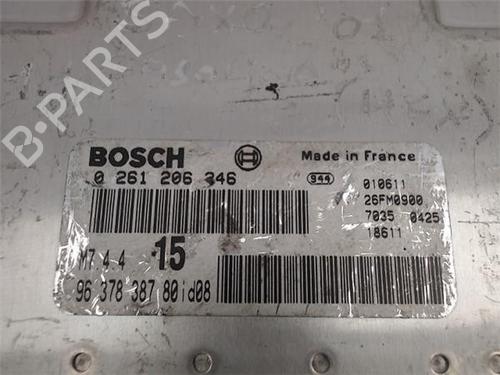 B-PARTS
BOSCH
Made in France
0 261 206 346
944
010611
26FM0900
7035 0425
18611
M7 4 4
15
96 378 387 80 id08